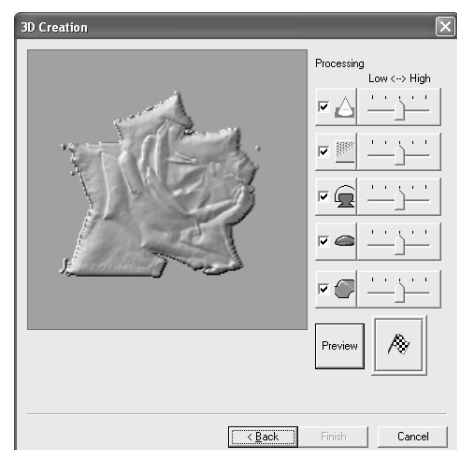 3D Creation
Processing
Low <--> High
Preview
< Back
Finish
Cancel